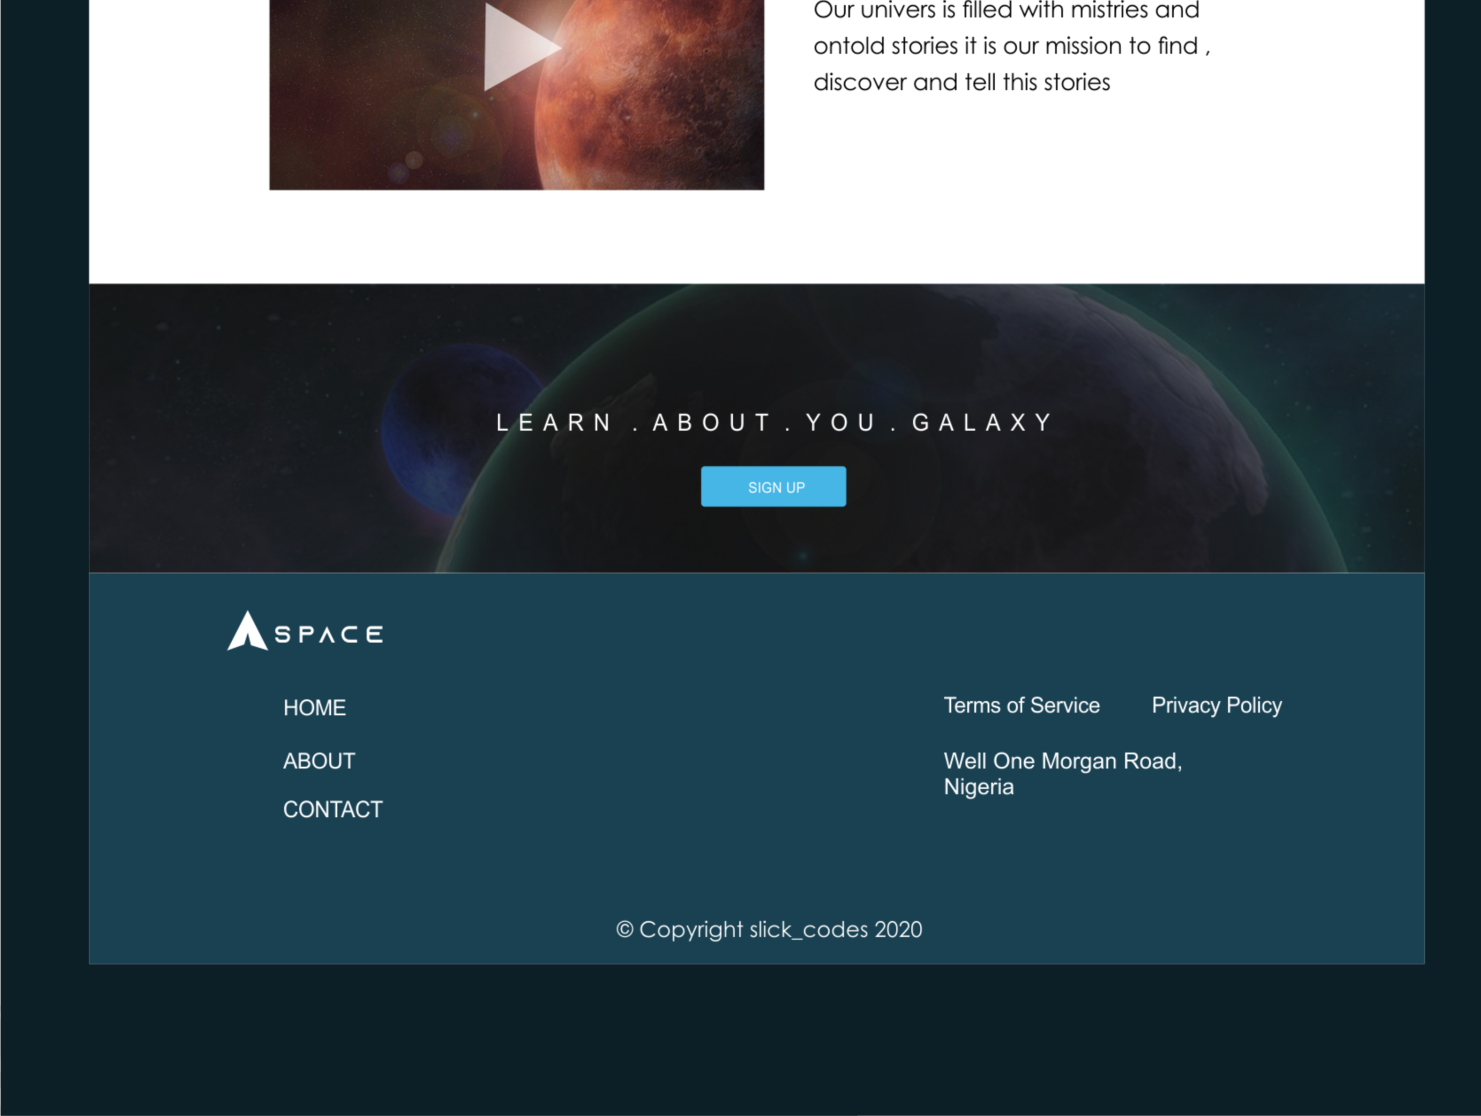 Our univers is filled with mistries and
ontold stories it is our mission to find ,
discover and tell this stories
LEARN . ABOUT . YOU . GALAXY
SIGN UP
SPACE
HOME
ABOUT
CONTACT
Terms of Service Privacy Policy
Well One Morgan Road,
Nigeria
© Copyright slick_codes 2020